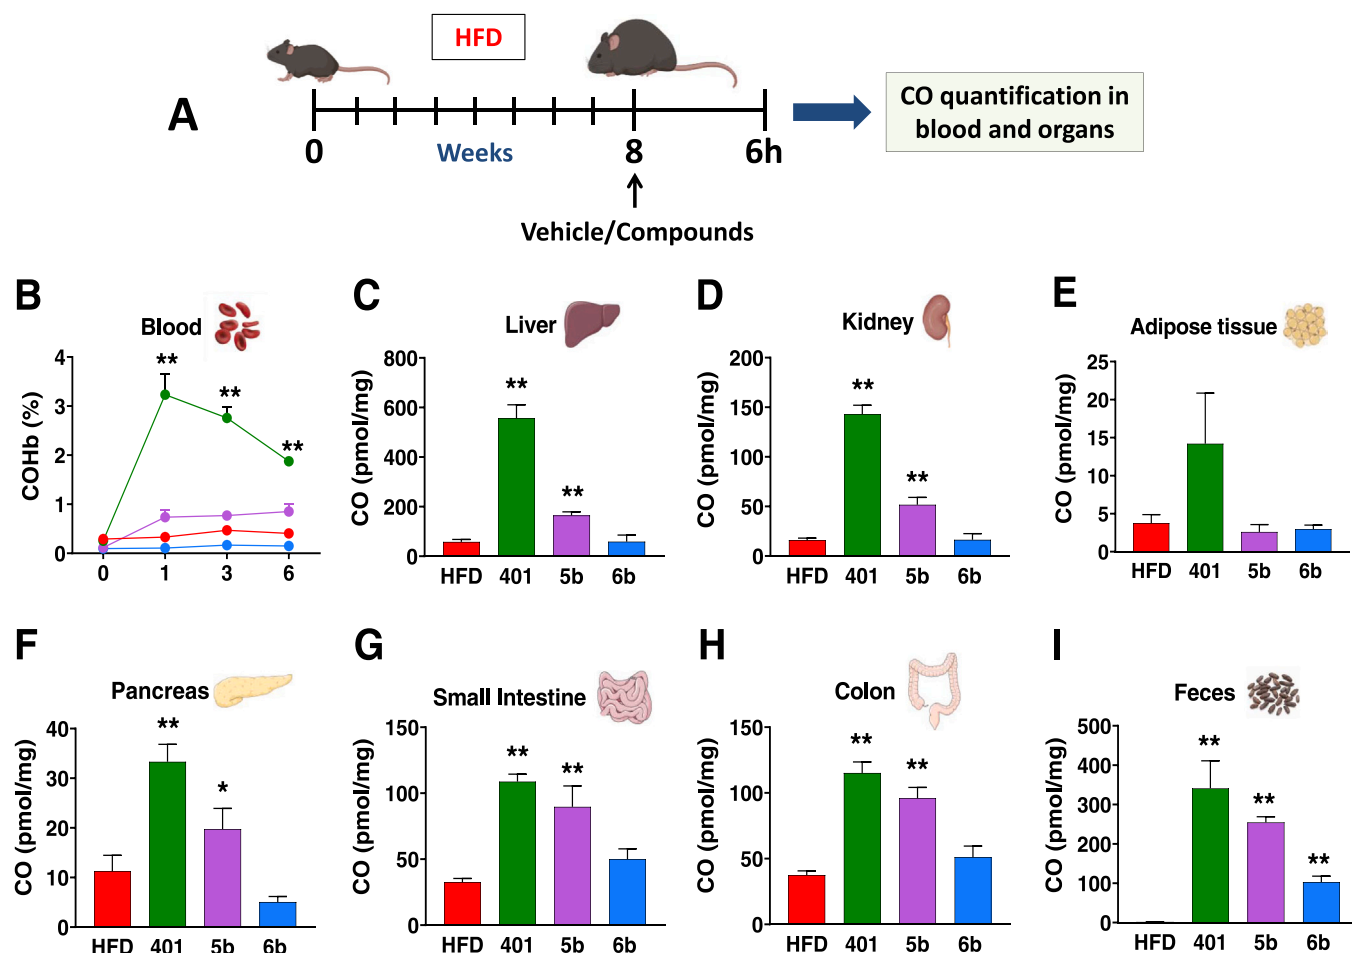 A
HFD
0
Weeks
8
6h
Vehicle/Compounds
CO quantification in
blood and organs
B
Blood
COHb (%)
4
3
2
1
0
**
**
**
0 1 3 6
C
Liver
CO (pmol/mg)
800
600
400
200
0
**
**
HFD 401 5b 6b
D
Kidney
CO (pmol/mg)
200
150
100
50
0
**
**
HFD 401 5b 6b
E
Adipose tissue
CO (pmol/mg)
25
20
15
10
5
0
HFD 401 5b 6b
F
Pancreas
CO (pmol/mg)
40
30
20
10
0
**
*
HFD 401 5b 6b
G
Small Intestine
CO (pmol/mg)
150
100
50
0
**
**
HFD 401 5b 6b
H
Colon
CO (pmol/mg)
150
100
50
0
**
**
HFD 401 5b 6b
I
Feces
CO (pmol/mg)
500
400
300
200
100
0
**
**
**
HFD 401 5b 6b